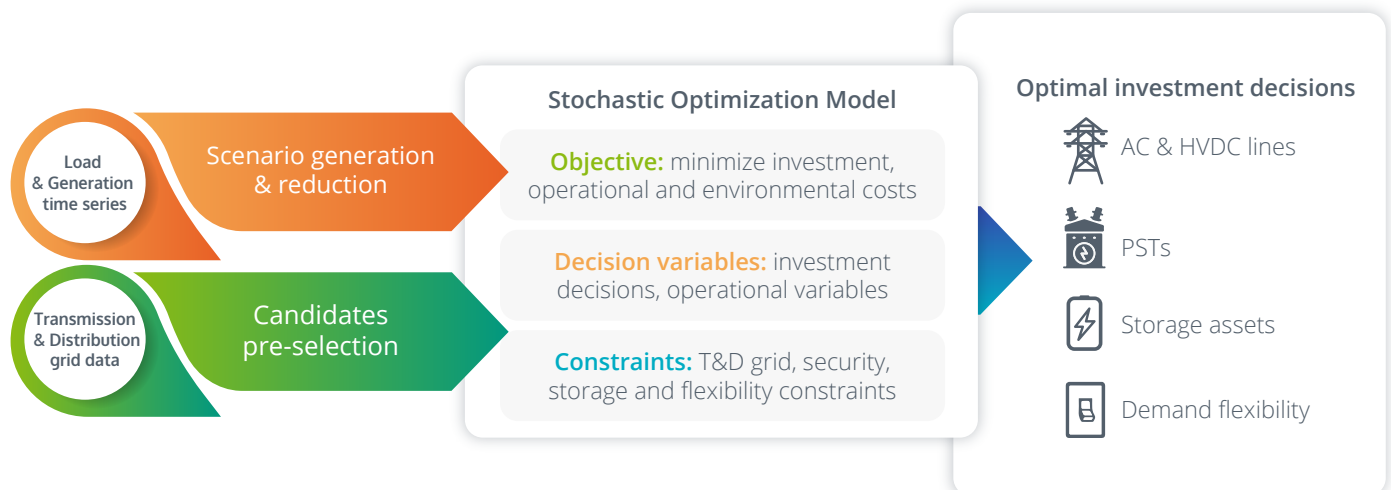 Load
& Generation
time series
Scenario generation
& reduction
Transmission
& Distribution
grid data
Candidates
pre-selection
Stochastic Optimization Model
Objective: minimize investment,
operational and environmental costs
Decision variables: investment
decisions, operational variables
Constraints: T&D grid, security,
storage and flexibility constraints
Optimal investment decisions
AC & HVDC lines
PSTs
Storage assets
Demand flexibility